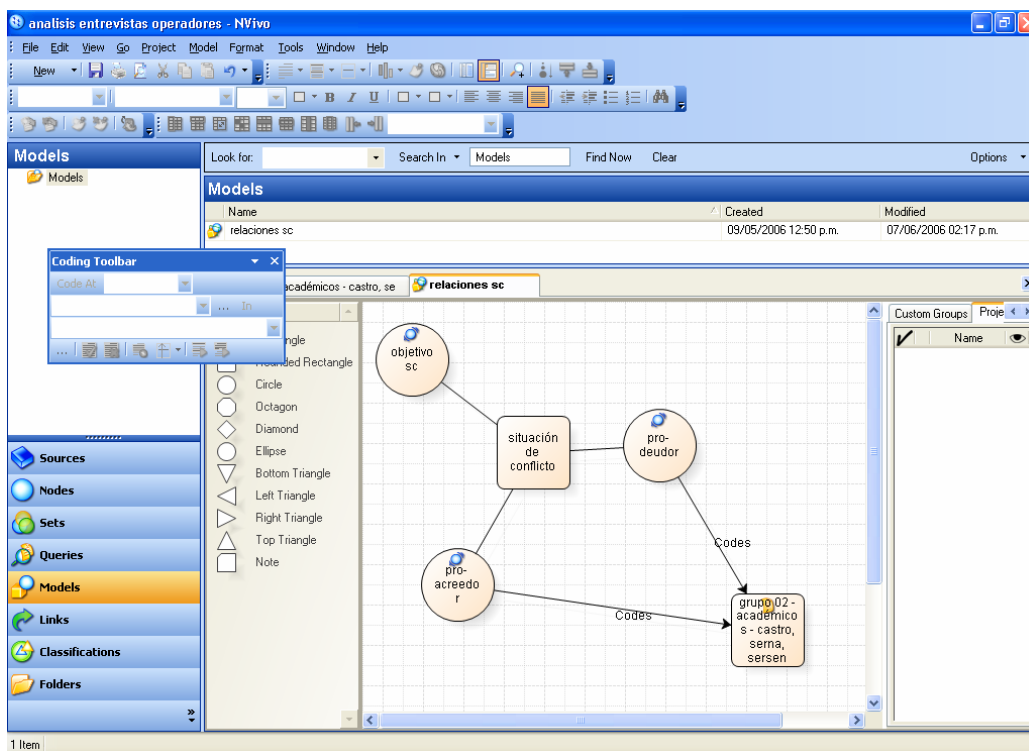 analisis entrevistas operadores - NVivo
File Edit View Go Project Model Format Tools Window Help
New
B I U
Models
Models
Look for: Search In Models Find Now Clear Options
Models
Name Created Modified
relaciones sc 09/05/2006 12:50 p.m. 07/06/2006 02:17 p.m.
Coding Toolbar
Code At
... In
...
académicos - castro, se relaciones sc
ngle
Rounded Rectangle
Circle
Octagon
Diamond
Ellipse
Bottom Triangle
Left Triangle
Right Triangle
Top Triangle
Note
objetivo
sc
situación
de
conflicto
pro-
deudor
pro-
acreedo
r
Codes
Codes
grupo 02 -
académico
s - castro,
serna,
sersen
Custom Groups Proje
Name
Sources
Nodes
Sets
Queries
Models
Links
Classifications
Folders
1 Item